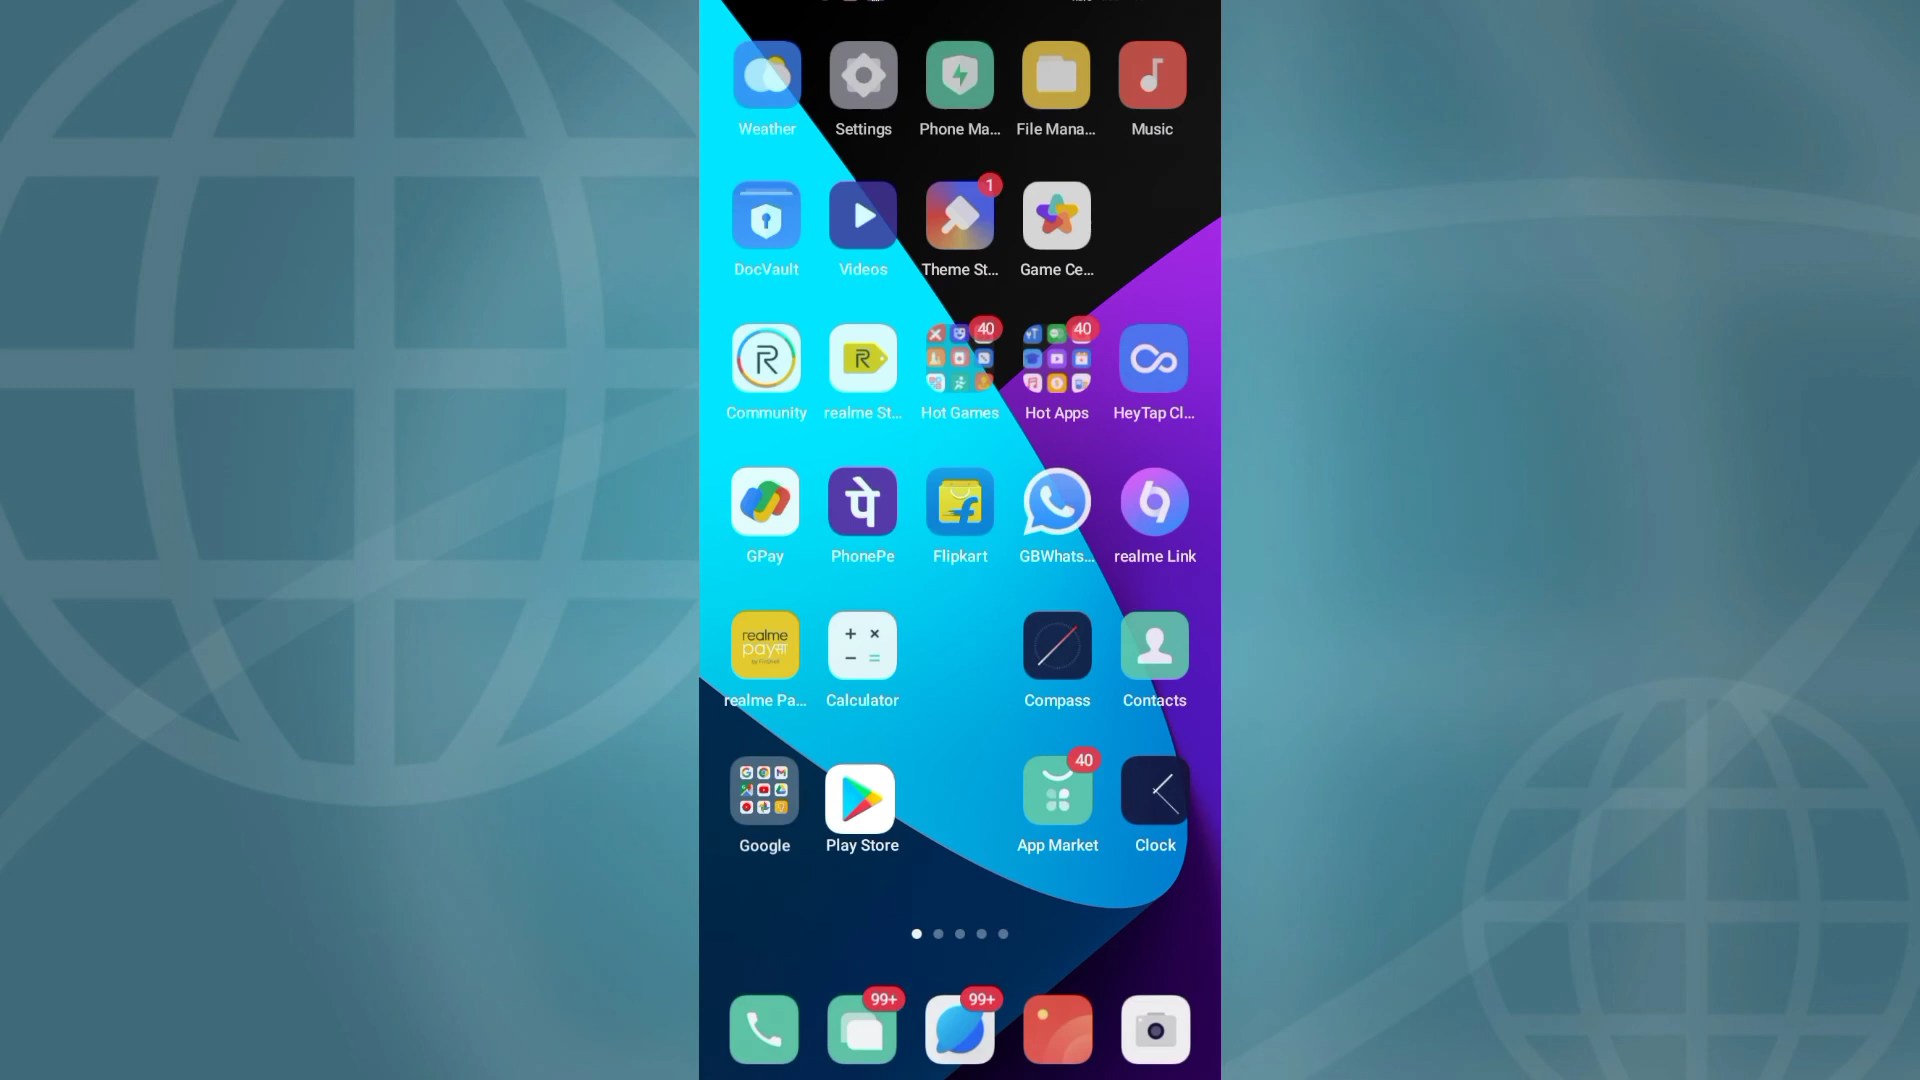 Weather Settings Phone Ma... File Mana... Music
1
DocVault Videos Theme St... Game Ce...
40 40
Community realme St... Hot Games Hot Apps HeyTap Cl...
पे
GPay PhonePe Flipkart GBWhats... realme Link
realme
payसा
realme Pa... Calculator Compass Contacts
40
Google Play Store App Market Clock
99+ 99+